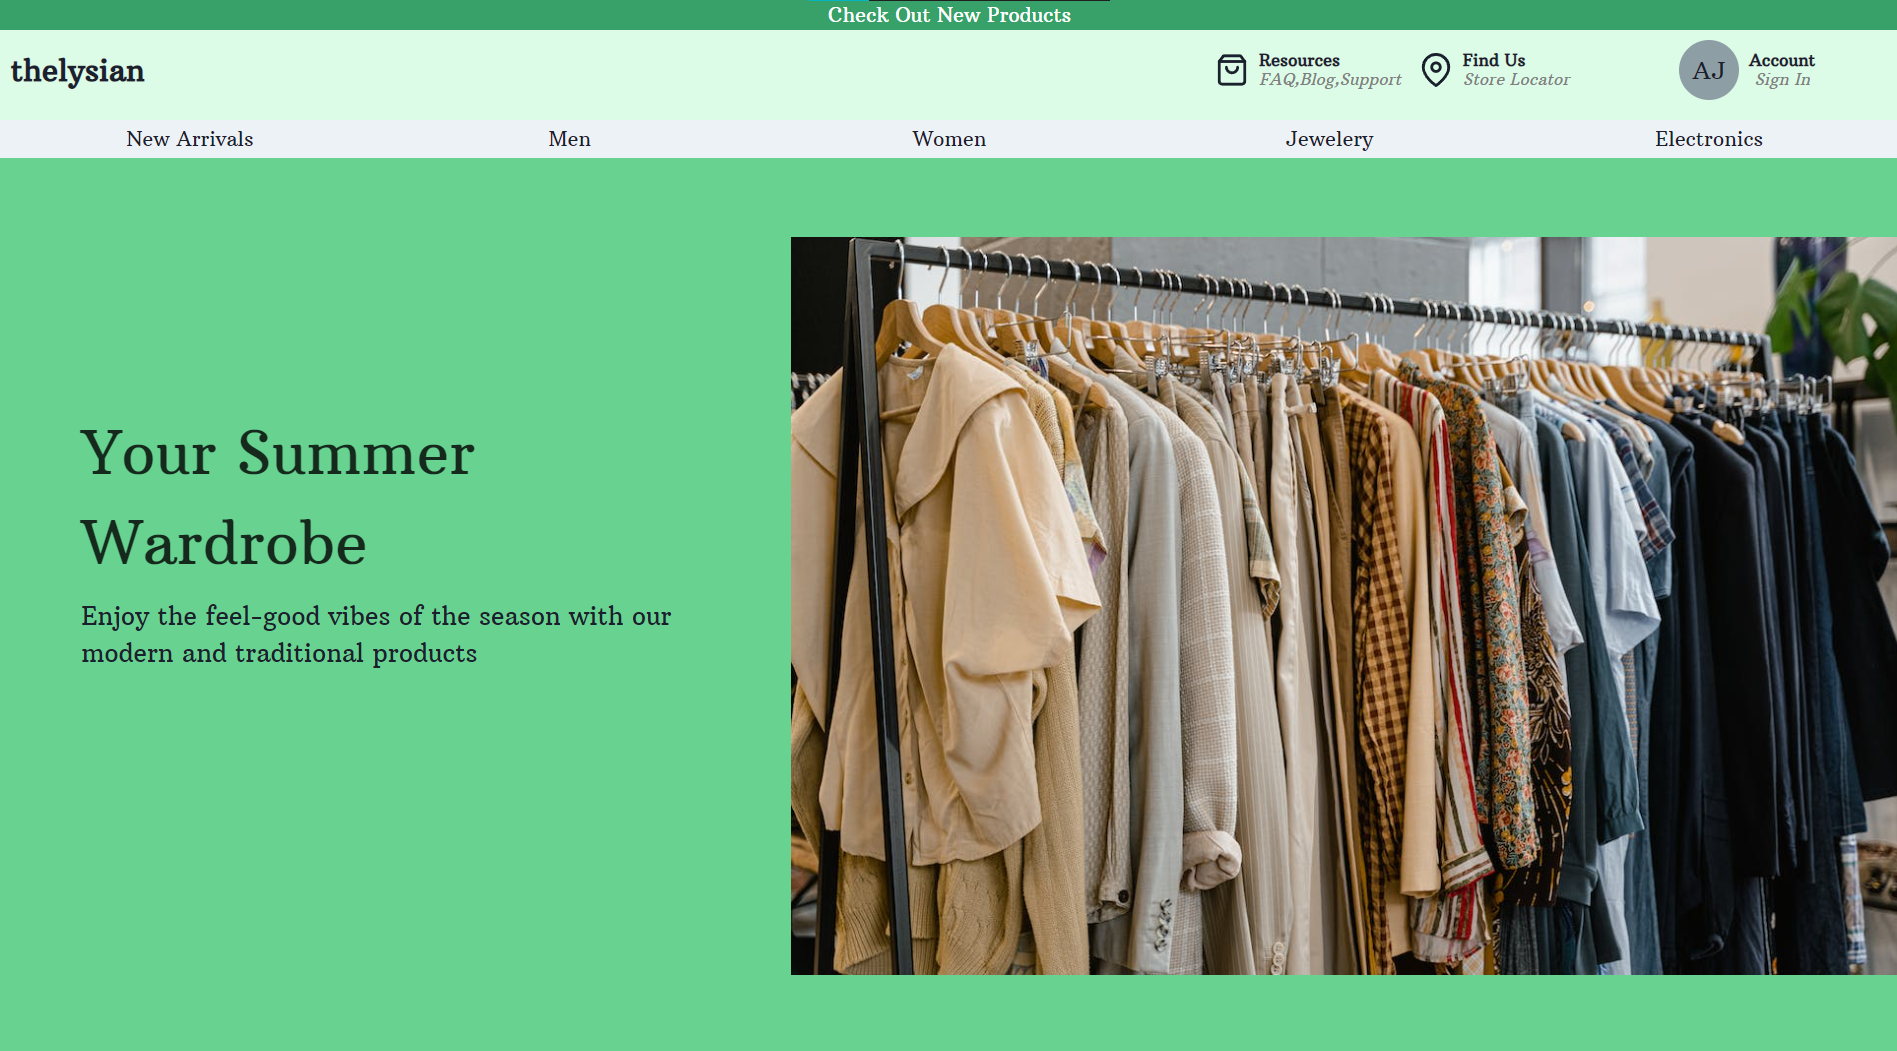 Check Out New Products
thelysian
Resources
FAQ,Blog,Support
Find Us
Store Locator
AJ
Account
Sign In
New Arrivals
Men
Women
Jewelery
Electronics
Your Summer
Wardrobe
Enjoy the feel-good vibes of the season with our
modern and traditional products